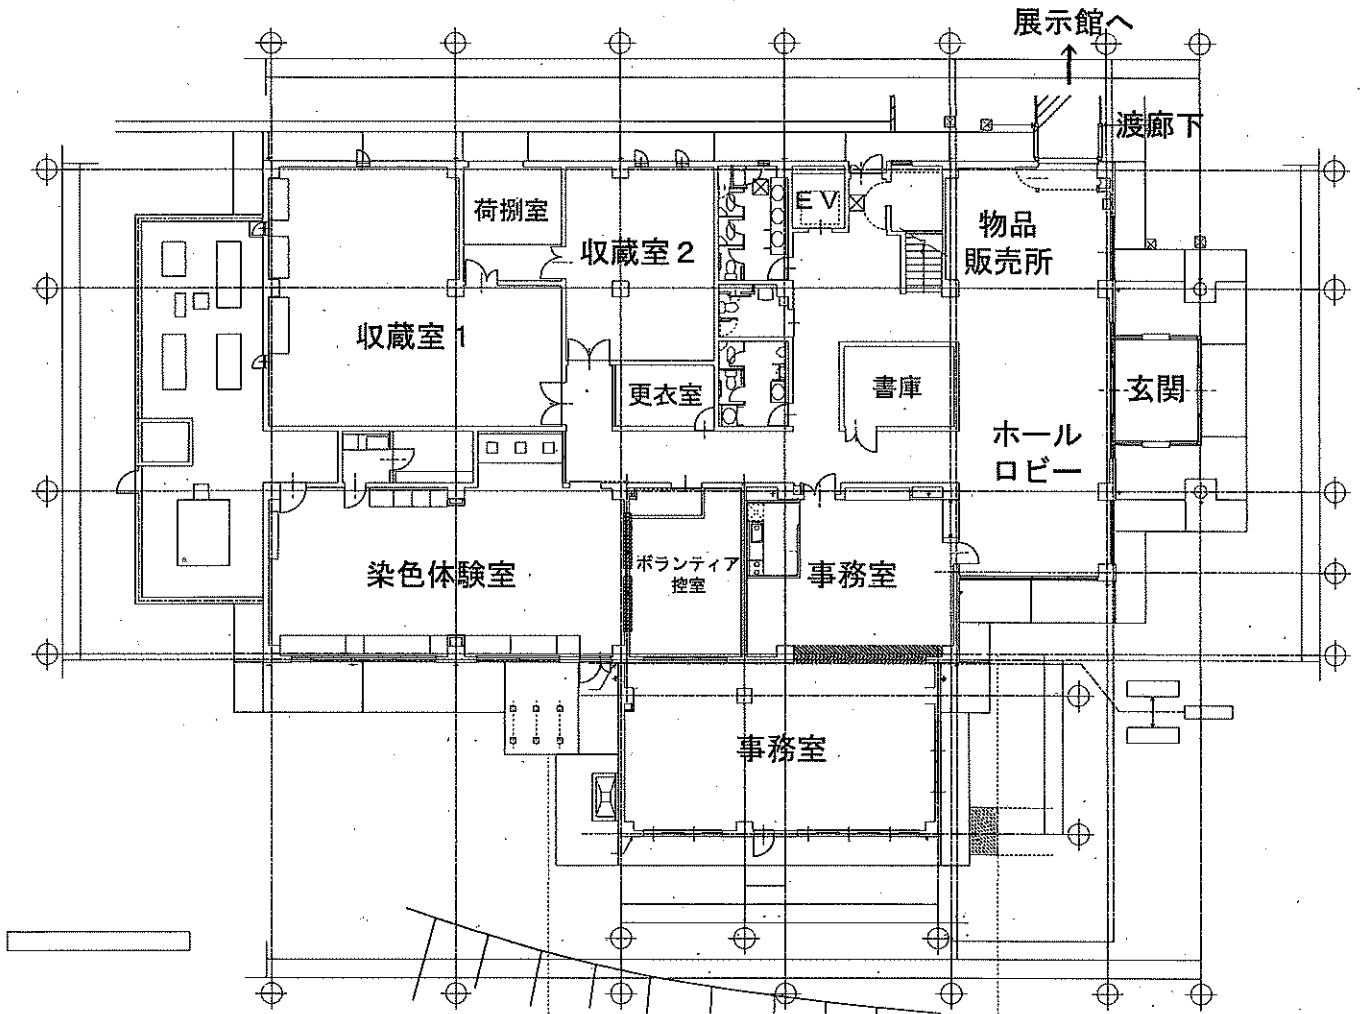 展示館へ
渡廊下
荷捌室
収蔵室2
EV
物品
販売所
収蔵室1
更衣室
書庫
玄関
ホール
ロビー
染色体験室
ボランティア
控室
事務室
事務室